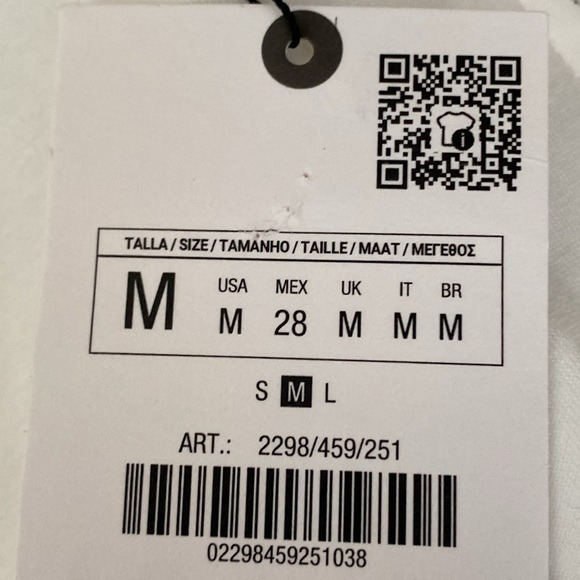 TALLA / SIZE / TAMANHO / TAILLE / MAAT / ΜΕΓΕΘΟΣ
M USA MEX UK IT BR
M 28 M M M
S M L
ART.: 2298/459/251
02298459251038